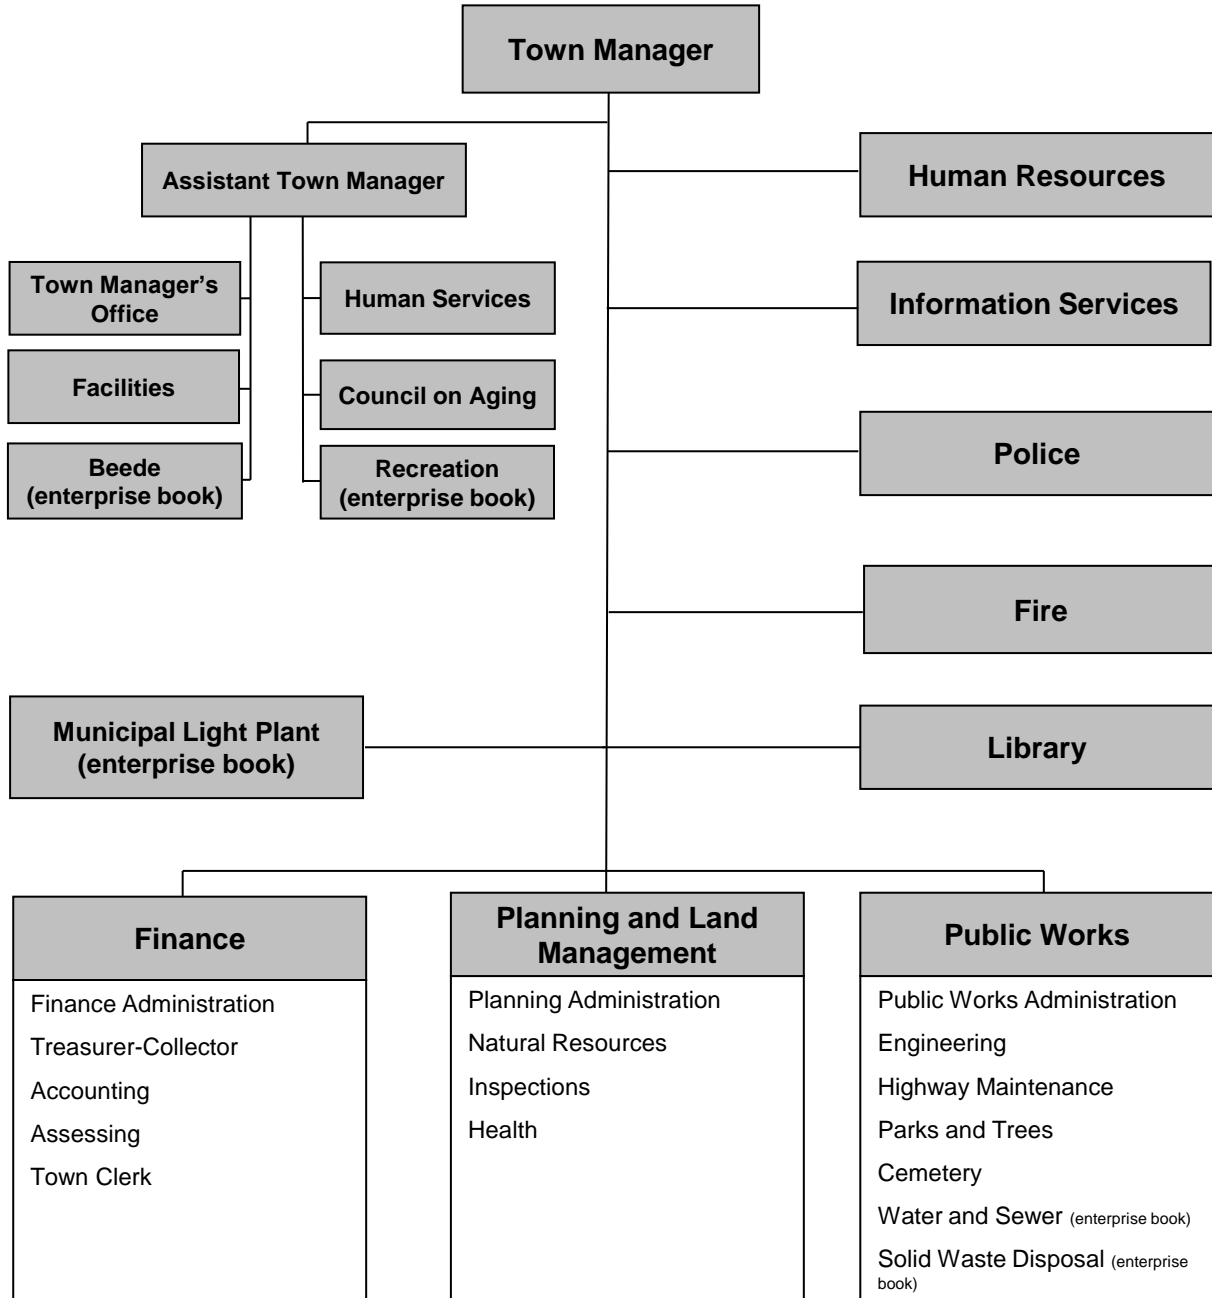 Town Manager
Assistant Town Manager
Human Resources
Town Manager’s
Office
Human Services
Information Services
Facilities
Council on Aging
Beede
(enterprise book)
Recreation
(enterprise book)
Police
Fire
Municipal Light Plant
(enterprise book)
Library
Finance
Finance Administration
Treasurer-Collector
Accounting
Assessing
Town Clerk
Planning and Land
Management
Planning Administration
Natural Resources
Inspections
Health
Public Works
Public Works Administration
Engineering
Highway Maintenance
Parks and Trees
Cemetery
Water and Sewer (enterprise book)
Solid Waste Disposal (enterprise
book)